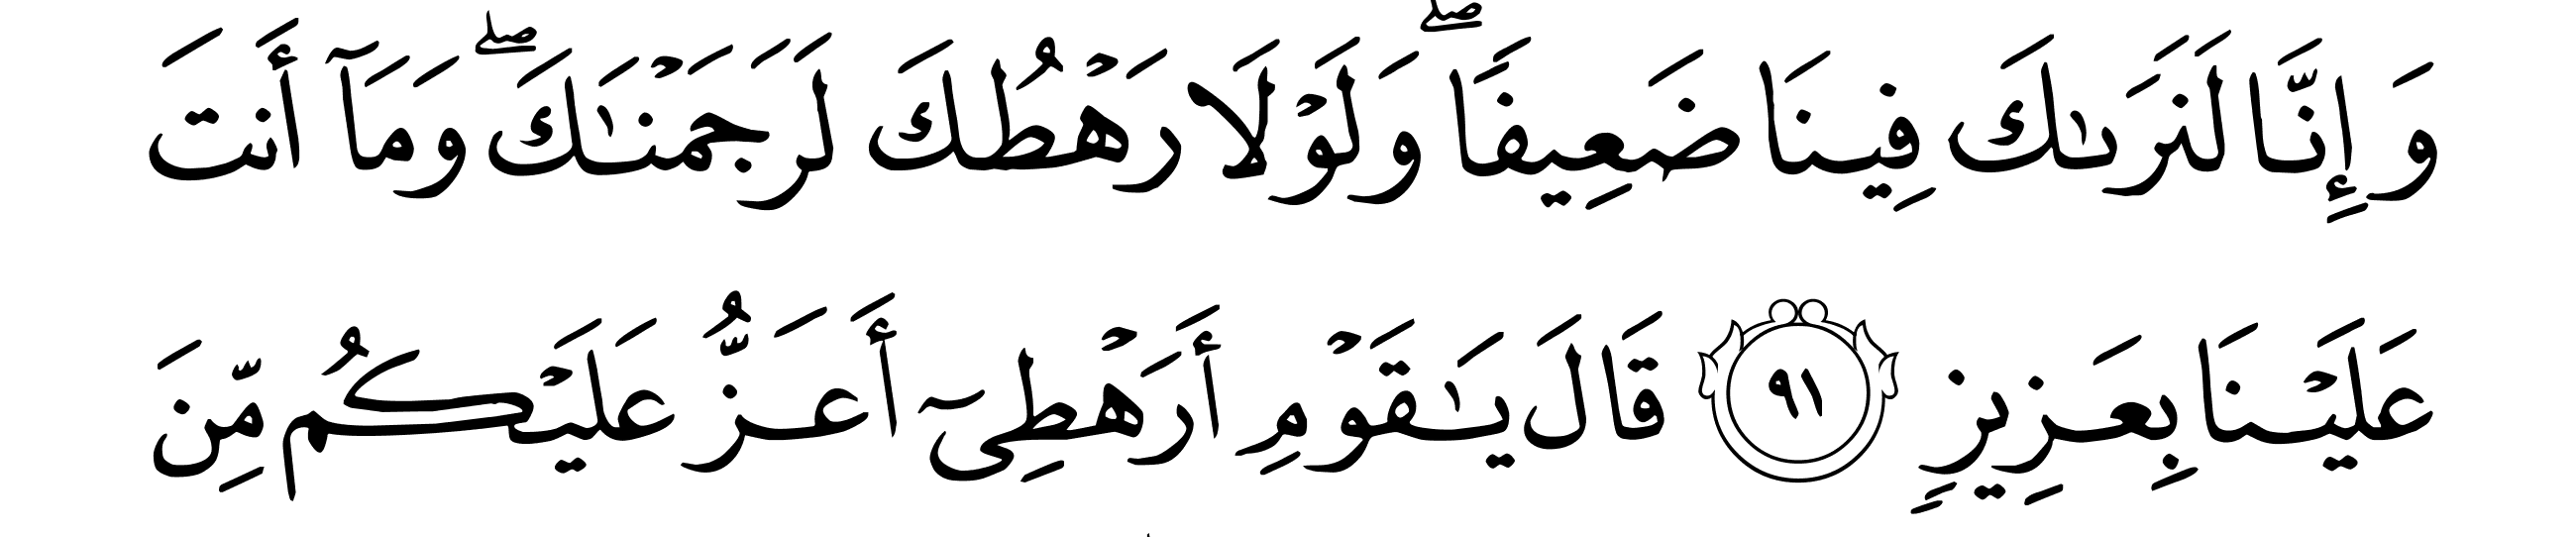 وَإِنَّا لَنَرَىٰكَ فِينَا ضَعِيفًا ۖ وَلَوْلَا رَهْطُكَ لَرَجَمْنَـٰكَ ۖ وَمَآ أَنتَ
عَلَيْنَا بِعَزِيزٍ ٩١ قَالَ يَـٰقَوْمِ أَرَهْطِىٓ أَعَزُّ عَلَيْكُم مِّنَ